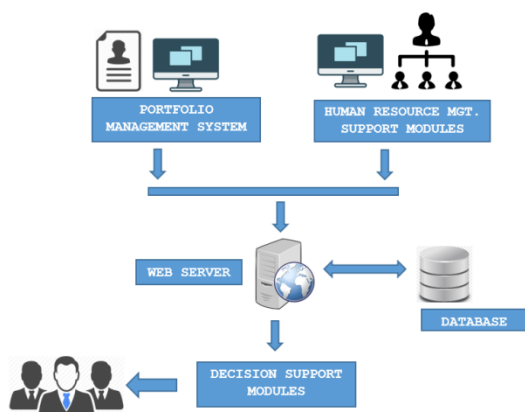 PORTFOLIO
MANAGEMENT SYSTEM
HUMAN RESOURCE MGT.
SUPPORT MODULES
WEB SERVER
DATABASE
DECISION SUPPORT
MODULES